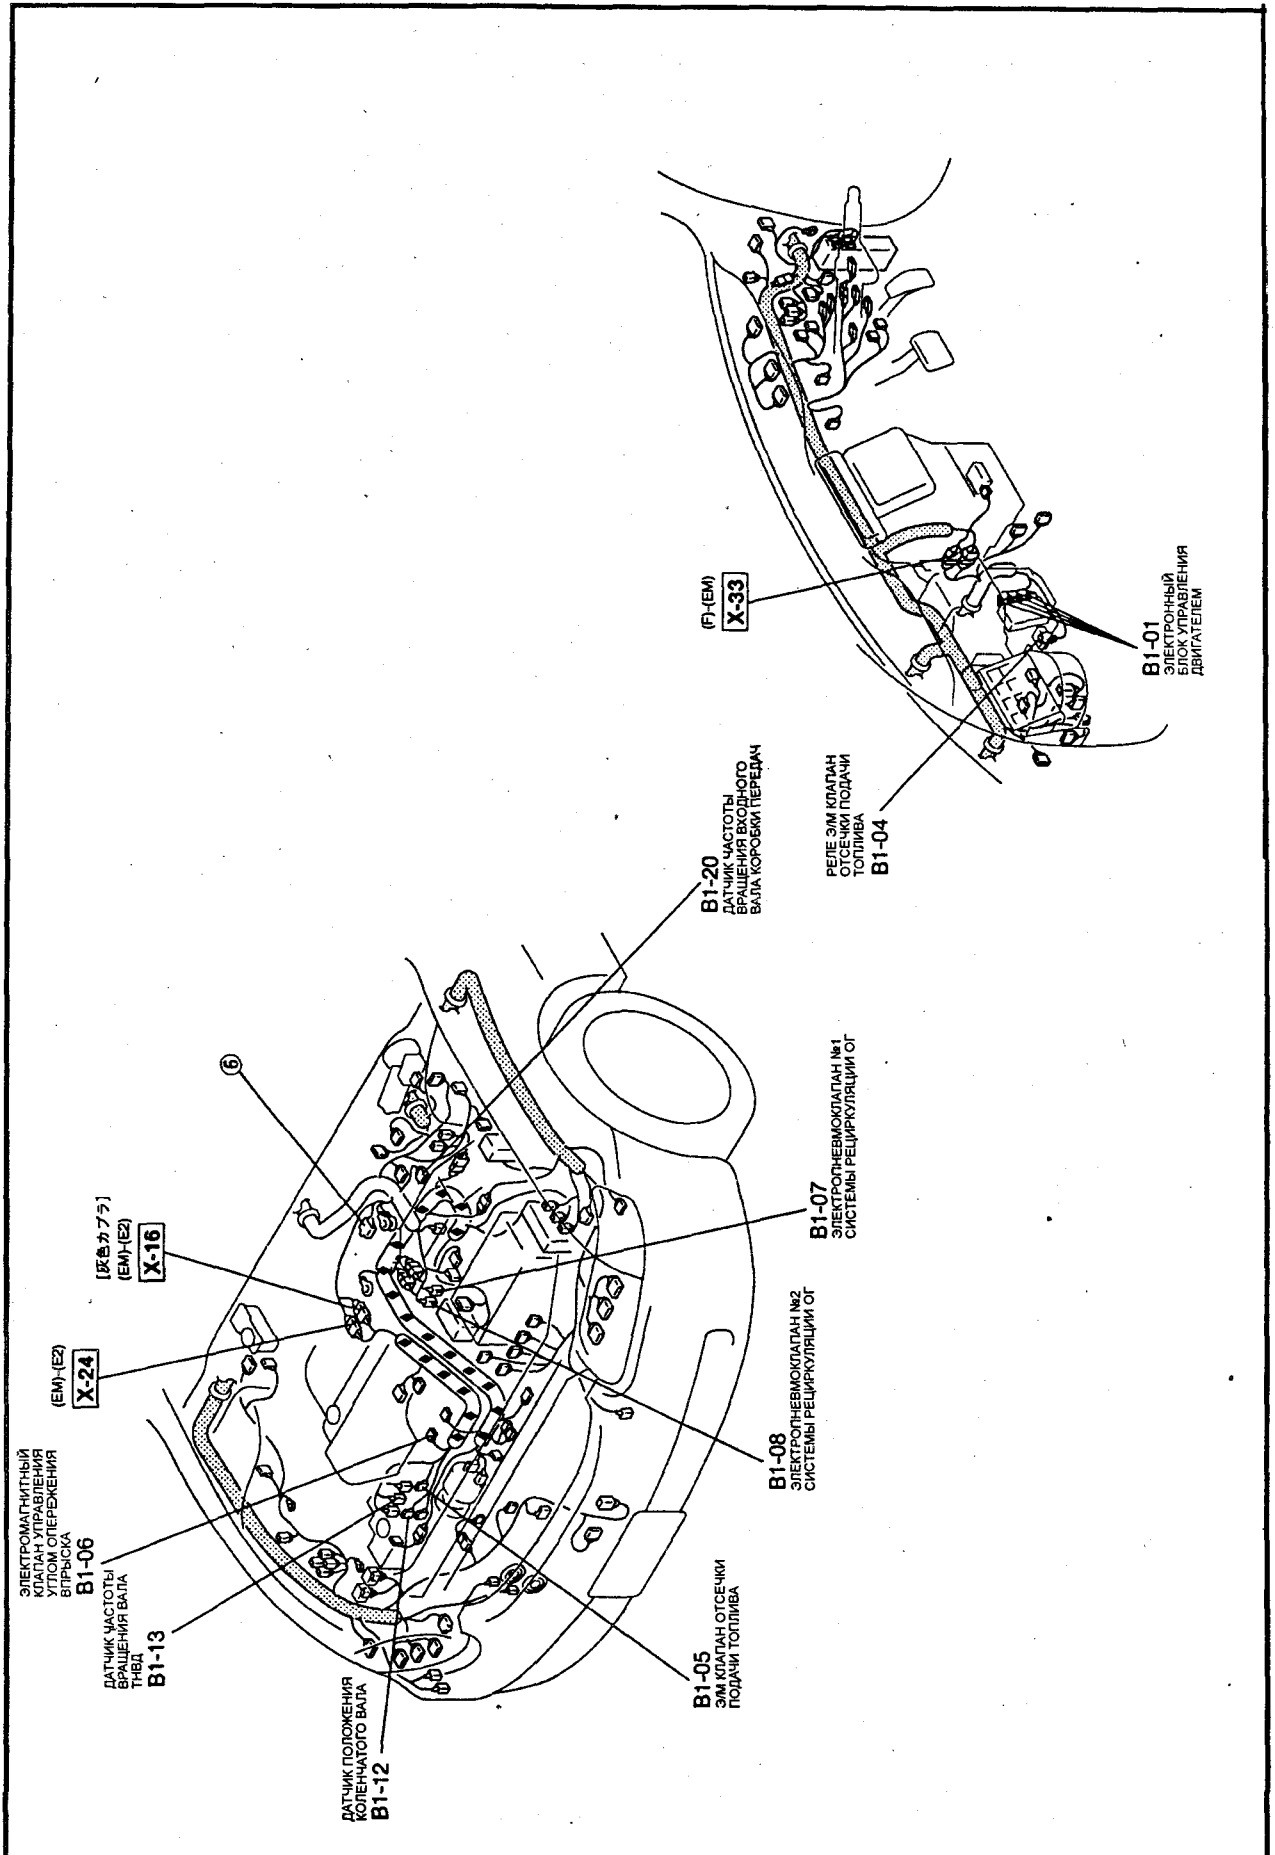 ЭЛЕКТРОМАГНИТНЫЙ
КЛАПАН УПРАВЛЕНИЯ
УГЛОМ ОПЕРЕЖЕНИЯ
ВПРЫСКА
B1-06
ДАТЧИК ЧАСТОТЫ
ВРАЩЕНИЯ ВАЛА
ТНВД
B1-13
ДАТЧИК ПОЛОЖЕНИЯ
КОЛЕНЧАТОГО ВАЛА
B1-12
(EM)-(E2)
X-24
[灰色カプラ]
(EM)-(E2)
X-16
6
B1-20
ДАТЧИК ЧАСТОТЫ
ВРАЩЕНИЯ ВХОДНОГО
ВАЛА КОРОБКИ ПЕРЕДАЧ
B1-05
Э/М КЛАПАН ОТСЕЧКИ
ПОДАЧИ ТОПЛИВА
B1-08
ЭЛЕКТРОПНЕВМОКЛАПАН №2
СИСТЕМЫ РЕЦИРКУЛЯЦИИ ОГ
B1-07
ЭЛЕКТРОПНЕВМОКЛАПАН №1
СИСТЕМЫ РЕЦИРКУЛЯЦИИ ОГ
(F)-(EM)
X-33
РЕЛЕ Э/М КЛАПАН
ОТСЕЧКИ ПОДАЧИ
ТОПЛИВА
B1-04
B1-01
ЭЛЕКТРОННЫЙ
БЛОК УПРАВЛЕНИЯ
ДВИГАТЕЛЕМ